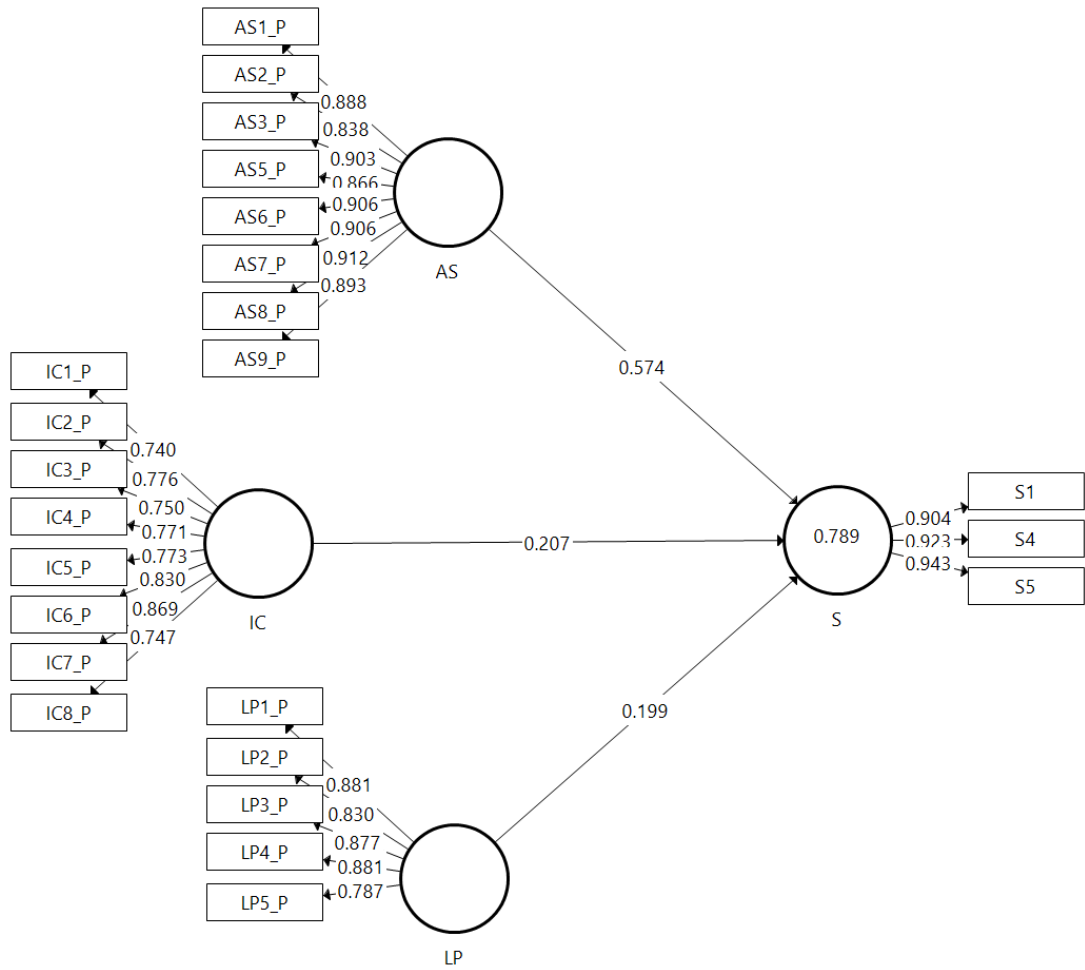 AS1_P
AS2_P
AS3_P
AS5_P
AS6_P
AS7_P
AS8_P
AS9_P
0.888
0.838
0.903
0.866
0.906
0.906
0.912
0.893
AS
0.574
IC1_P
IC2_P
IC3_P
IC4_P
IC5_P
IC6_P
IC7_P
IC8_P
0.740
0.776
0.750
0.771
0.773
0.830
0.869
0.747
IC
0.207
0.789
S
0.904
0.923
0.943
S1
S4
S5
LP1_P
LP2_P
LP3_P
LP4_P
LP5_P
0.881
0.830
0.877
0.881
0.787
LP
0.199